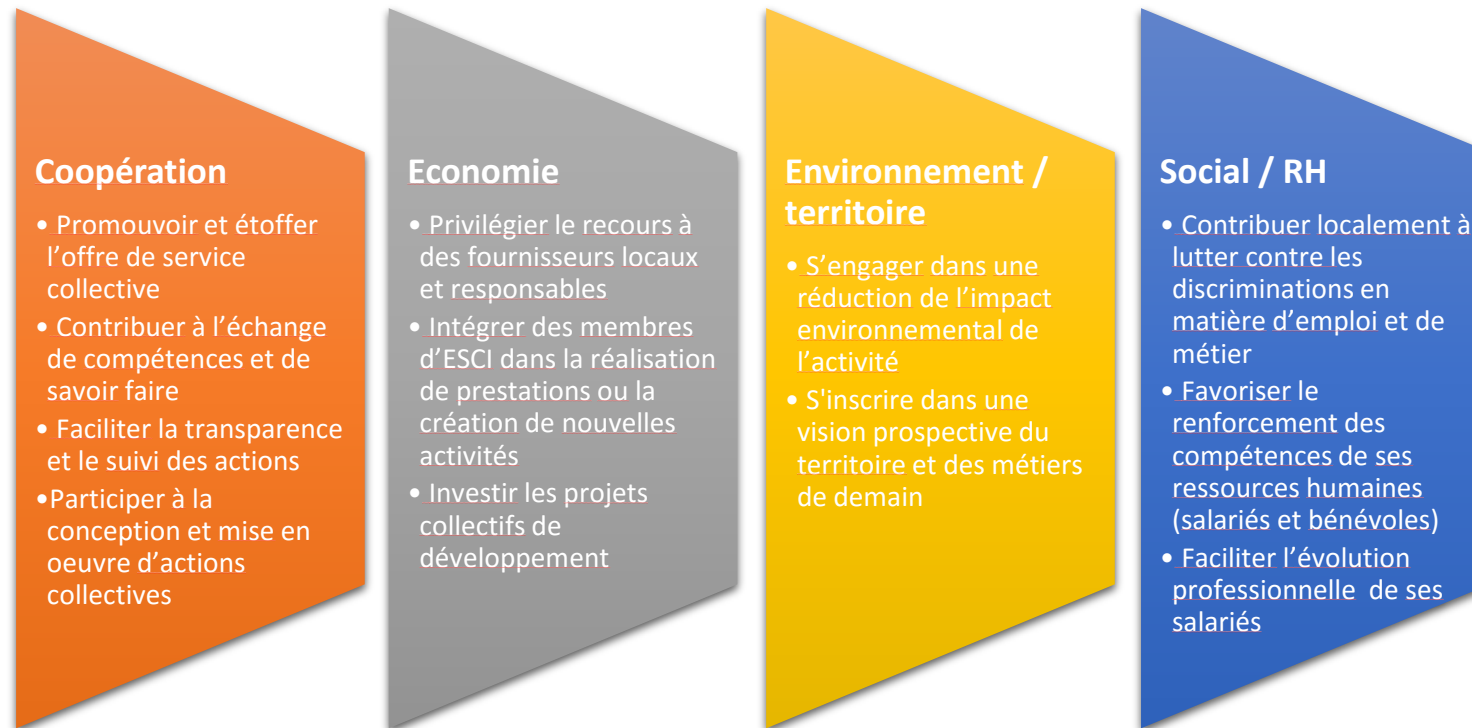 Coopération
• Promouvoir et étoffer
l’offre de service
collective
• Contribuer à l’échange
de compétences et de
savoir faire
• Faciliter la transparence
et le suivi des actions
•Participer à la
conception et mise en
oeuvre d’actions
collectives
Economie
• Privilégier le recours à
des fournisseurs locaux
et responsables
• Intégrer des membres
d’ESCI dans la réalisation
de prestations ou la
création de nouvelles
activités
• Investir les projets
collectifs de
développement
Environnement /
territoire
• S’engager dans une
réduction de l’impact
environnemental de
l’activité
• S'inscrire dans une
vision prospective du
territoire et des métiers
de demain
Social / RH
• Contribuer localement à
lutter contre les
discriminations en
matière d’emploi et de
métier
• Favoriser le
renforcement des
compétences de ses
ressources humaines
(salariés et bénévoles)
• Faciliter l’évolution
professionnelle  de ses
salariés